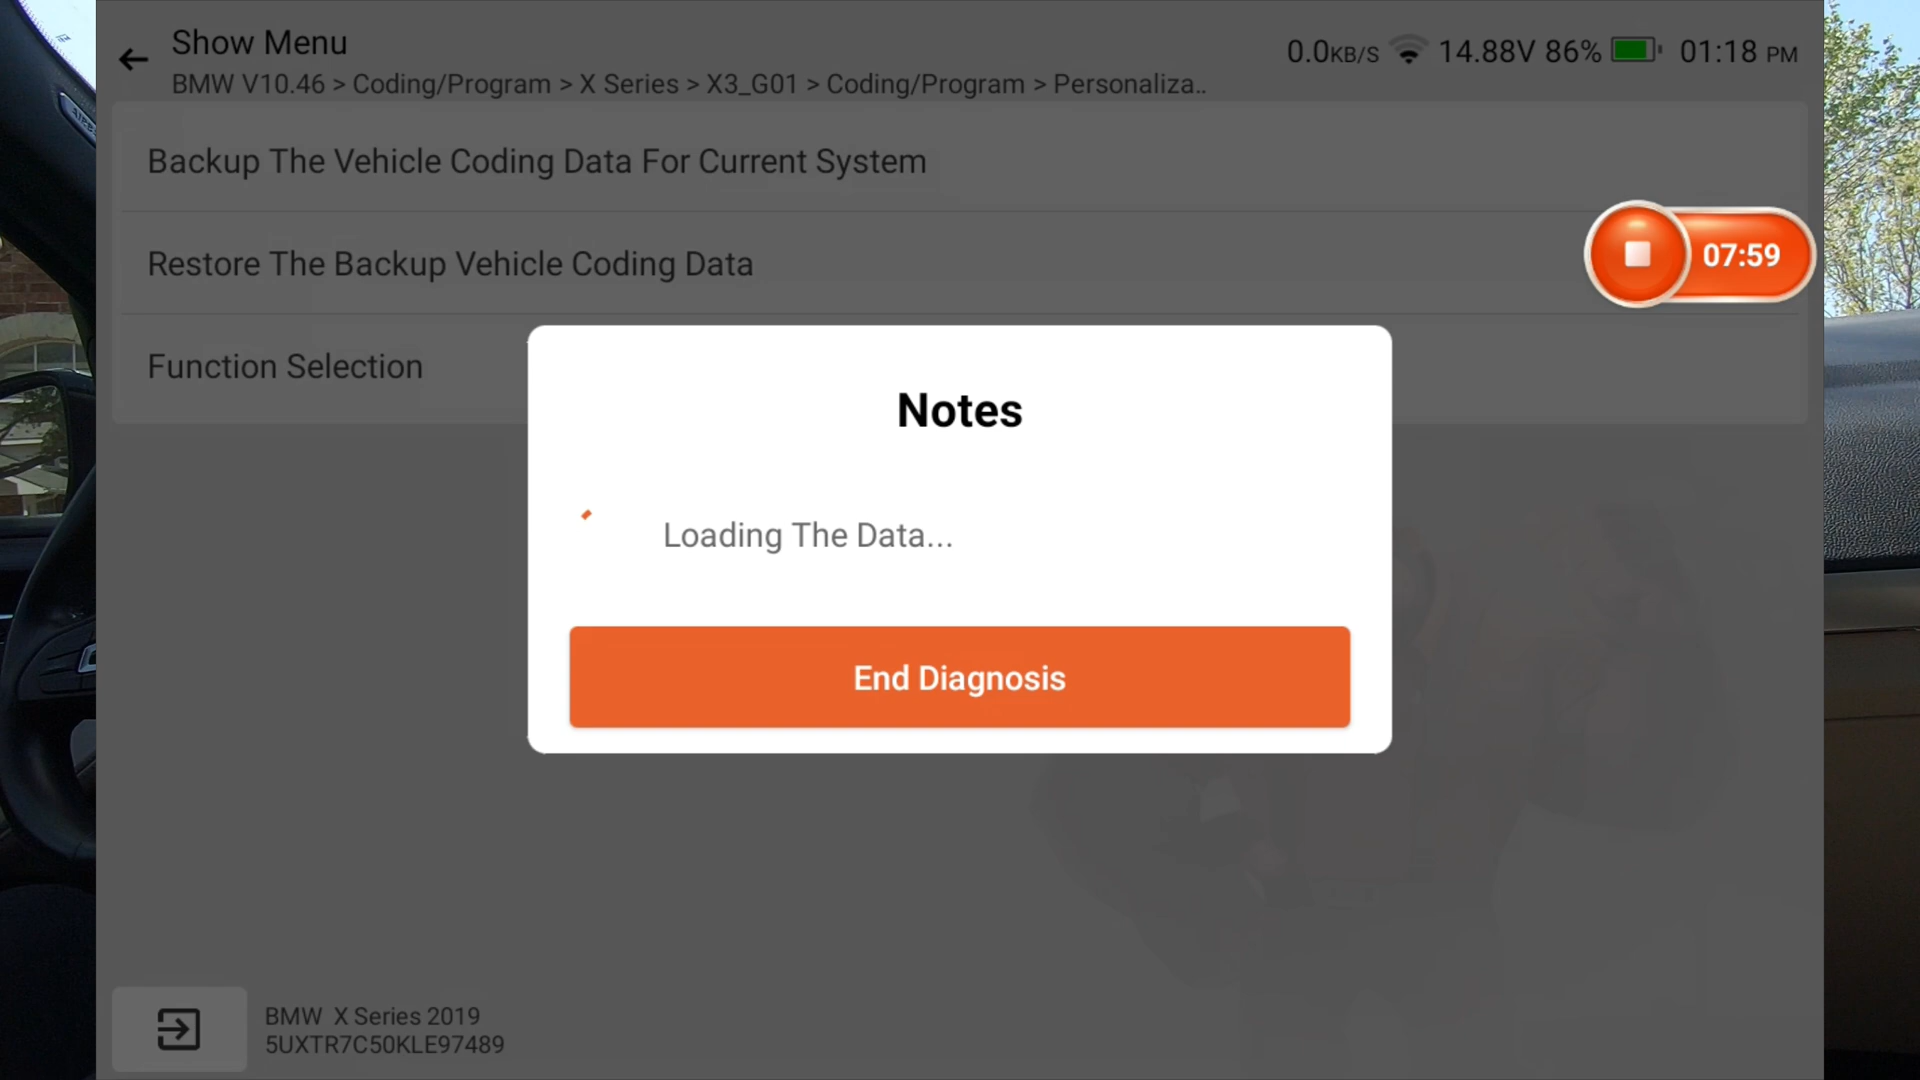 Show Menu
BMW V10.46 > Coding/Program > X Series > X3_G01 > Coding/Program > Personaliza..
0.0KB/S 14.88V 86% 01:18 PM
Backup The Vehicle Coding Data For Current System
07:59
Restore The Backup Vehicle Coding Data
Function Selection
Notes
Loading The Data...
End Diagnosis
BMW X Series 2019
5UXTR7C50KLE97489